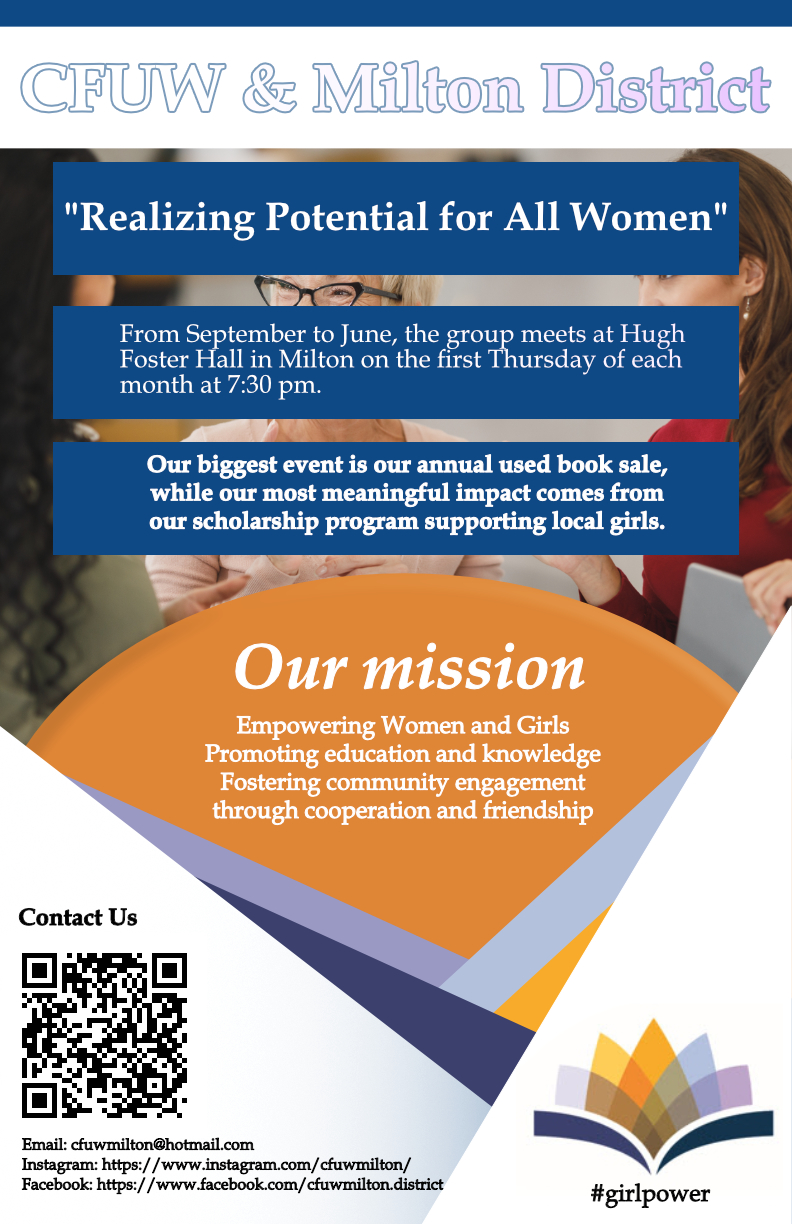 CFUW & Milton District
"Realizing Potential for All Women"
From September to June, the group meets at Hugh
Foster Hall in Milton on the first Thursday of each
month at 7:30 pm.
Our biggest event is our annual used book sale,
while our most meaningful impact comes from
our scholarship program supporting local girls.
Our mission
Empowering Women and Girls
Promoting education and knowledge
Fostering community engagement
through cooperation and friendship
Contact Us
Email: cfuwmilton@hotmail.com
Instagram: https://www.instagram.com/cfuwmilton/
Facebook: https://www.facebook.com/cfuwmilton.district
#girlpower